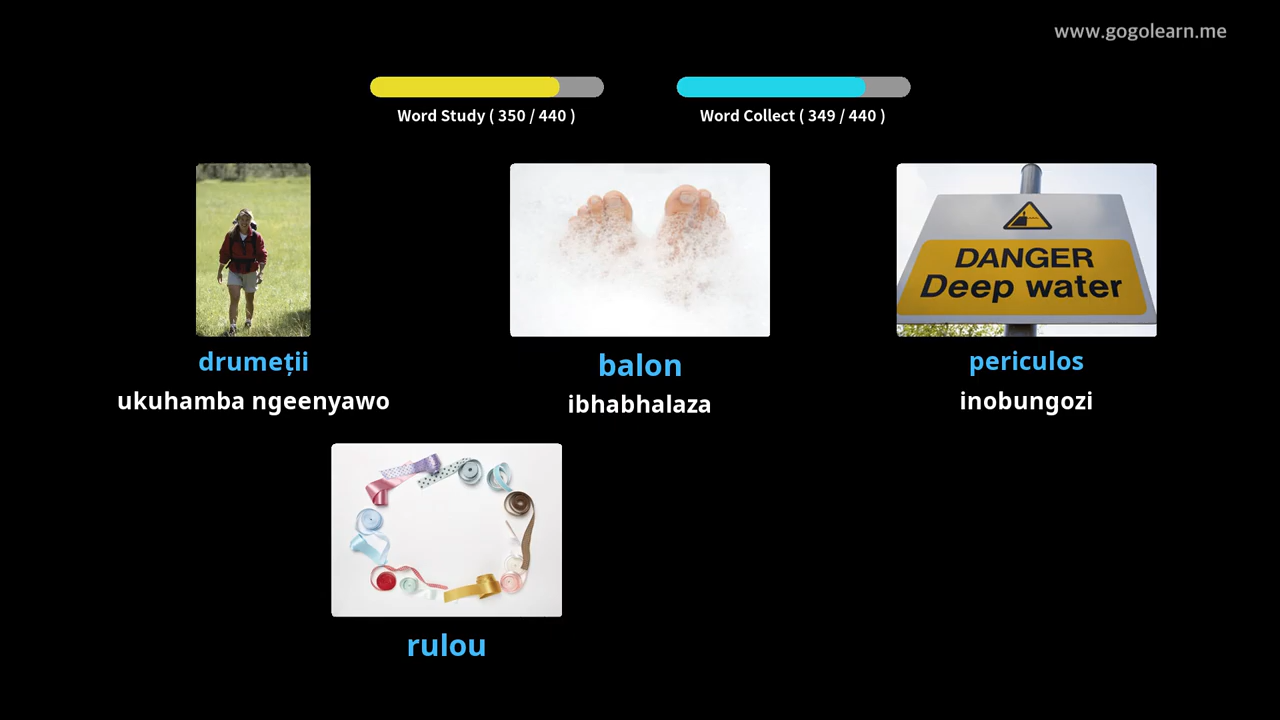 www.gogolearn.me
Word Study ( 350 / 440 )
Word Collect ( 349 / 440 )
DANGER
Deep water
drumeții
ukuhamba ngeenyawo
balon
ibhabhalaza
periculos
inobungozi
rulou